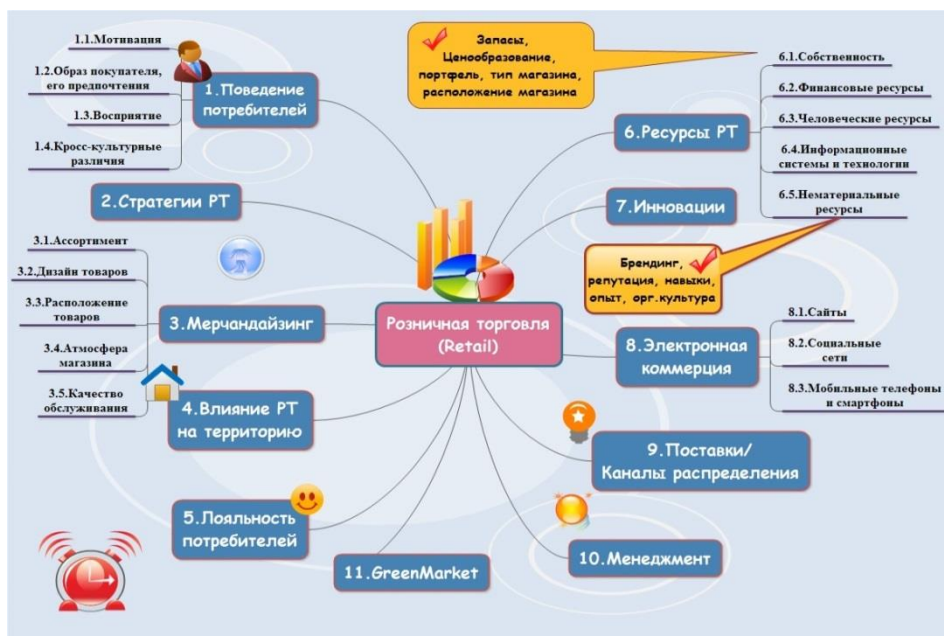 1.1.Мотивация
1.2.Образ покупателя,
его предпочтения
1.3.Восприятие
1.4.Кросс-культурные
различия
1.Поведение
потребителей
2.Стратегии РТ
3.1.Ассортимент
3.2.Дизайн товаров
3.3.Расположение
товаров
3.4.Атмосфера
магазина
3.5.Качество
обслуживания
3.Мерчандайзинг
4.Влияние РТ
на территорию
5.Лояльность
потребителей
Розничная торговля
(Retail)
Запасы,
Ценообразование,
портфель, тип магазина,
расположение магазина
6.Ресурсы РТ
6.1.Собственность
6.2.Финансовые ресурсы
6.3.Человеческие ресурсы
6.4.Информационные
системы и технологии
6.5.Нематериальные
ресурсы
7.Инновации
Брендинг,
репутация, навыки,
опыт, орг.культура
8.Электронная
коммерция
8.1.Сайты
8.2.Социальные
сети
8.3.Мобильные телефоны
и смартфоны
9.Поставки/
Каналы распределения
10.Менеджмент
11.GreenMarket